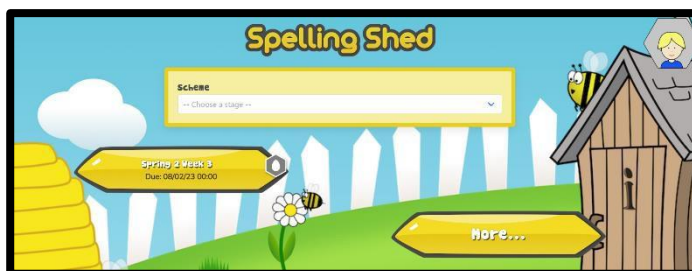 Spelling Shed
Scheme
-- Choose a stage --
Spring 2 Week 3
Due: 08/02/23 00:00
More...
i